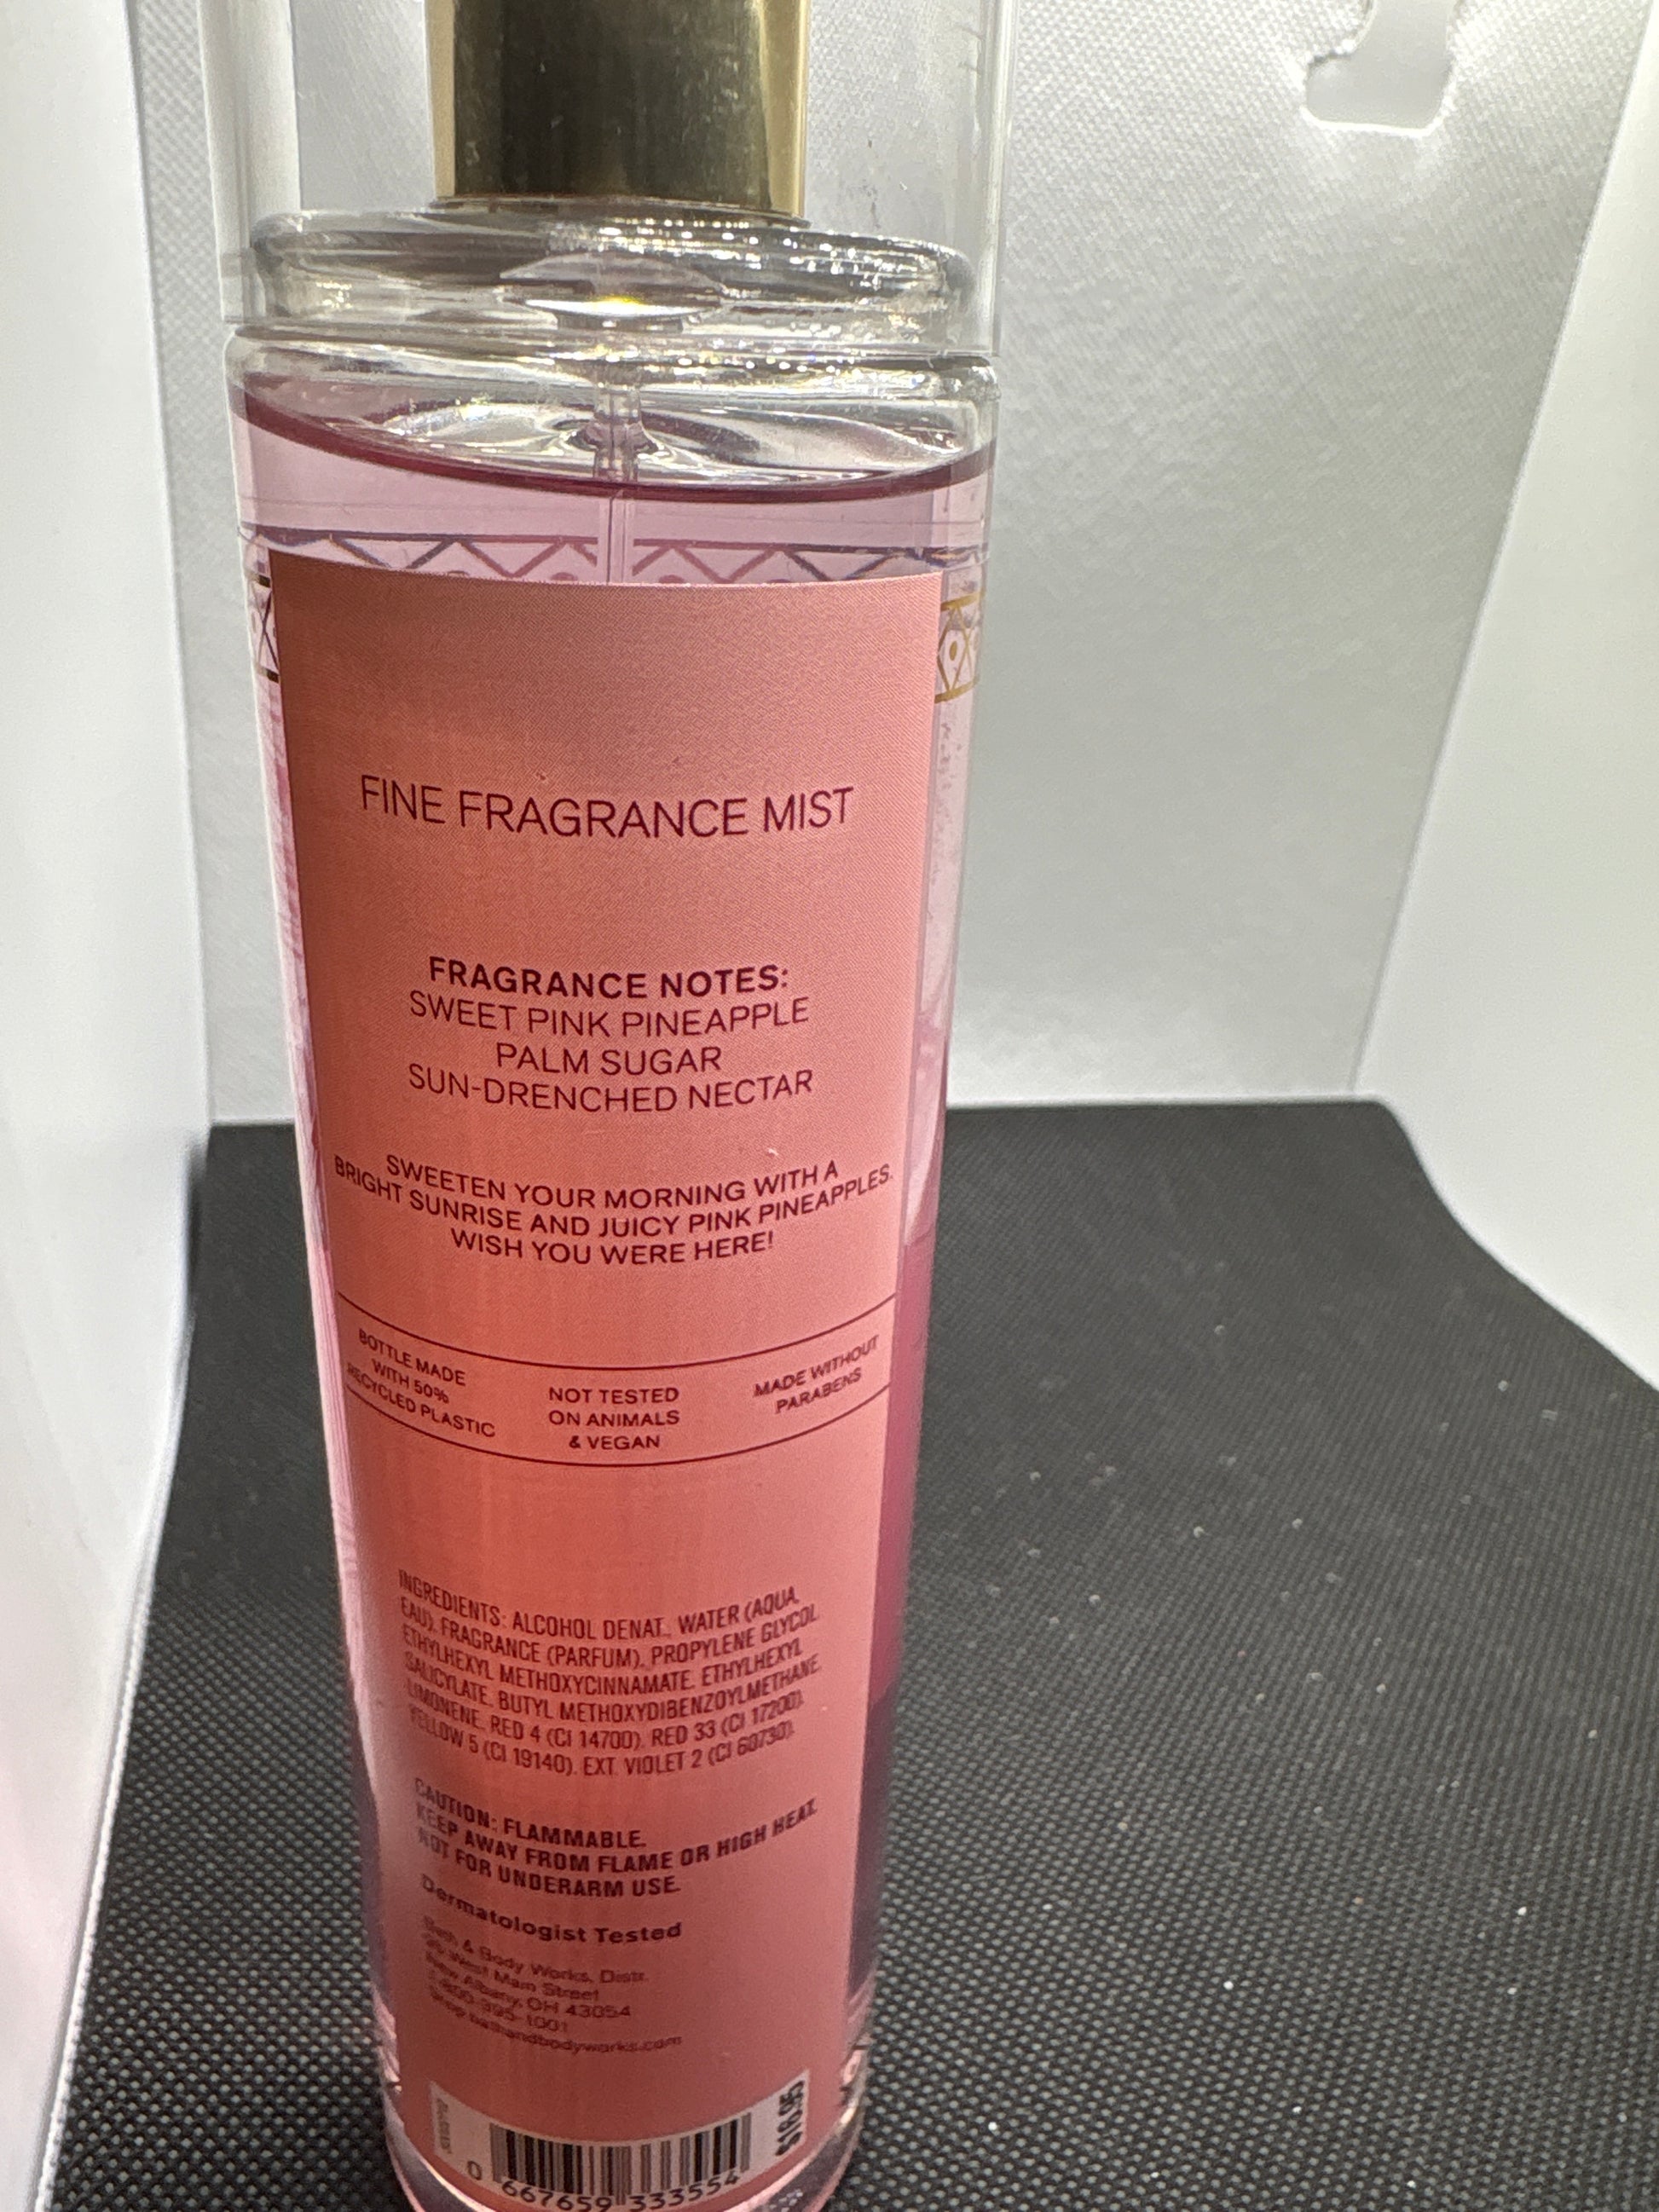 FINE FRAGRANCE MIST
FRAGRANCE NOTES:
SWEET PINK PINEAPPLE
PALM SUGAR
SUN-DRENCHED NECTAR
SWEETEN YOUR MORNING WITH A
BRIGHT SUNRISE AND JUICY PINK PINEAPPLES.
WISH YOU WERE HERE!
BOTTLE MADE
WITH 50%
RECYCLED PLASTIC
NOT TESTED
ON ANIMALS
& VEGAN
MADE WITHOUT
PARABENS
INGREDIENTS: ALCOHOL DENAT., WATER (AQUA,
EAU), FRAGRANCE (PARFUM), PROPYLENE GLYCOL,
ETHYLHEXYL METHOXYCINNAMATE, ETHYLHEXYL
SALICYLATE, BUTYL METHOXYDIBENZOYLMETHANE,
LIMONENE, RED 4 (CI 14700), RED 33 (CI 17200),
YELLOW 5 (CI 19140), EXT. VIOLET 2 (CI 60730).
CAUTION: FLAMMABLE.
KEEP AWAY FROM FLAME OR HIGH HEAT.
NOT FOR UNDERARM USE.
Dermatologist Tested
Bath & Body Works, Distr.
West Main Street
New Albany, OH 43054
1-800-395-1001
Shop bathandbodyworks.com
$18.95
0 667659 333554